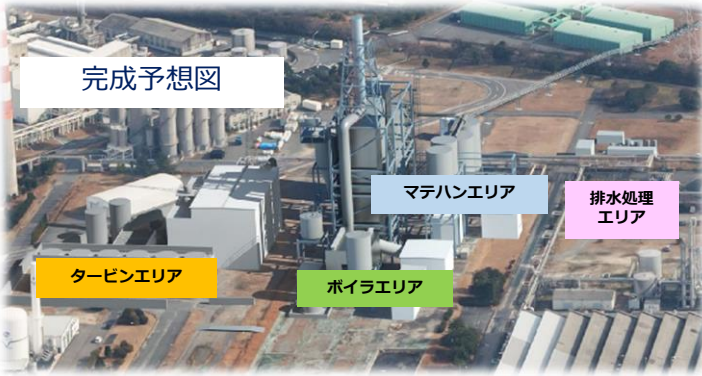 完成予想図
マテハンエリア
排水処理
エリア
タービンエリア
ボイラエリア